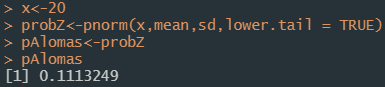 > x<-20
> probZ<-pnorm(x,mean,sd,lower.tail = TRUE)
> pAlomas<-probZ
> pAlomas
[1] 0.1113249